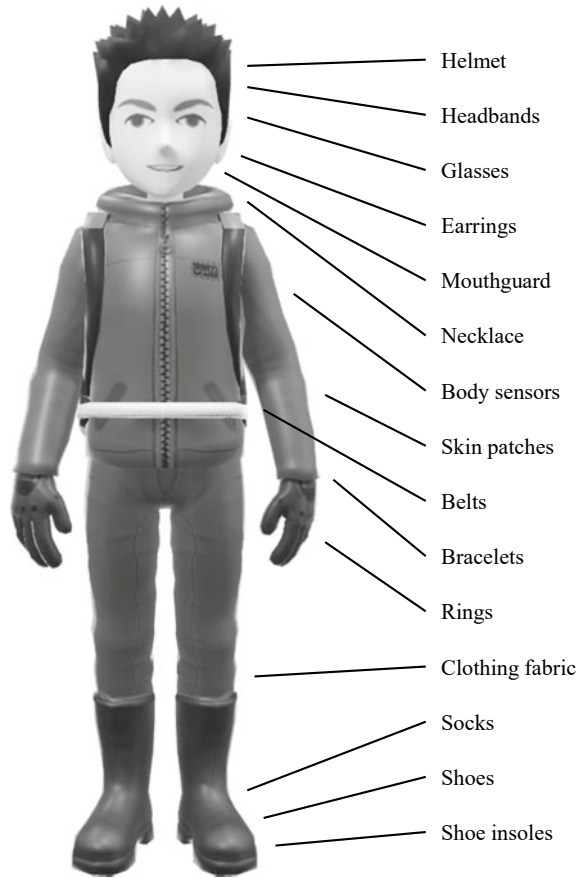 Helmet
Headbands
Glasses
Earrings
Mouthguard
Necklace
Body sensors
Skin patches
Belts
Bracelets
Rings
Clothing fabric
Socks
Shoes
Shoe insoles